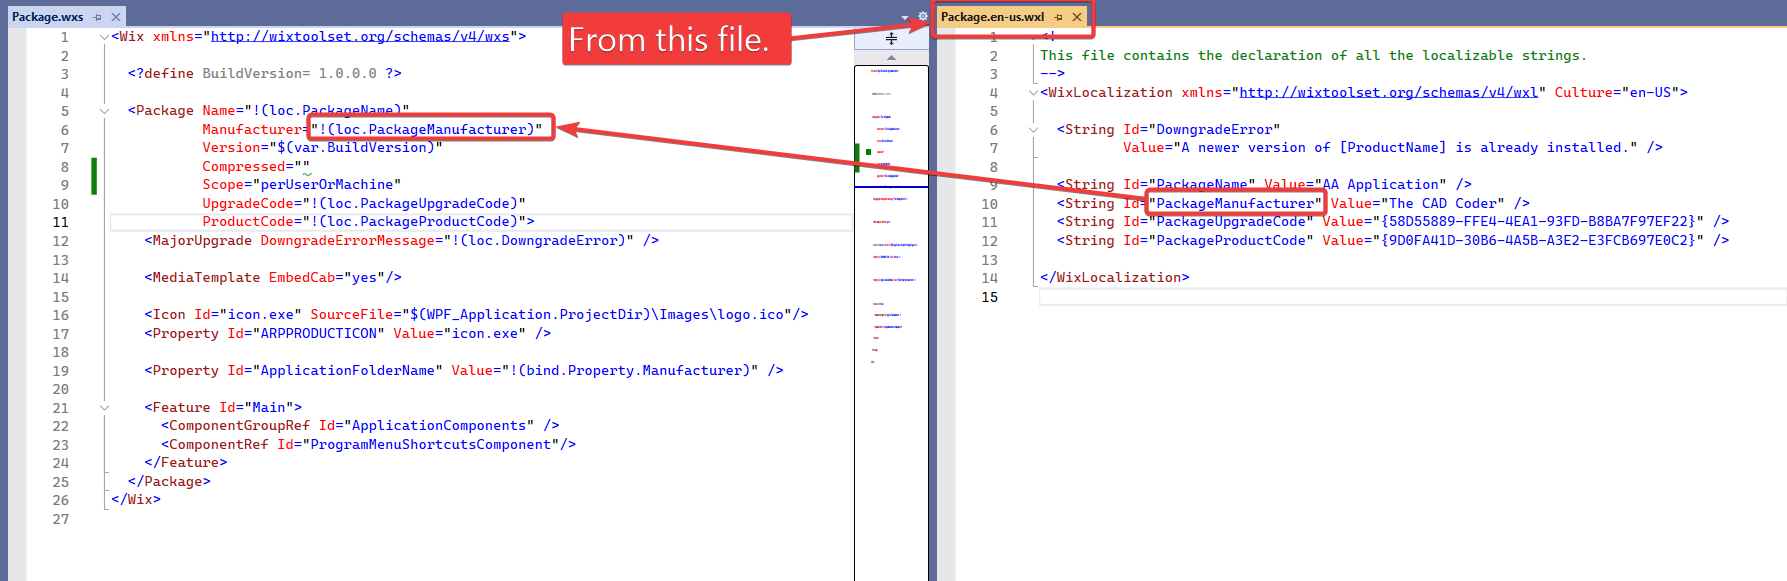 Package.wxs
1 <Wix xmlns="http://wixtoolset.org/schemas/v4/wxs">
2
3 <?define BuildVersion= 1.0.0.0 ?>
4
5 <Package Name="!(loc.PackageName)"
6 Manufacturer="!(loc.PackageManufacturer)"
7 Version="$(var.BuildVersion)"
8 Compressed=""
9 Scope="perUserOrMachine"
10 UpgradeCode="!(loc.PackageUpgradeCode)"
11 ProductCode="!(loc.PackageProductCode)">
12 <MajorUpgrade DowngradeErrorMessage="!(loc.DowngradeError)" />
13
14 <MediaTemplate EmbedCab="yes"/>
15
16 <Icon Id="icon.exe" SourceFile="$(WPF_Application.ProjectDir)\Images\logo.ico"/>
17 <Property Id="ARPPRODUCTICON" Value="icon.exe" />
18
19 <Property Id="ApplicationFolderName" Value="!(bind.Property.Manufacturer)" />
20
21 <Feature Id="Main">
22 <ComponentGroupRef Id="ApplicationComponents" />
23 <ComponentRef Id="ProgramMenuShortcutsComponent"/>
24 </Feature>
25 </Package>
26 </Wix>
27
From this file.
Package.en-us.wxl
1 <!
2 This file contains the declaration of all the localizable strings.
3 -->
4 <WixLocalization xmlns="http://wixtoolset.org/schemas/v4/wxl" Culture="en-US">
5
6 <String Id="DowngradeError"
7 Value="A newer version of [ProductName] is already installed." />
8
9 <String Id="PackageName" Value="AA Application" />
10 <String Id="PackageManufacturer" Value="The CAD Coder" />
11 <String Id="PackageUpgradeCode" Value="{58D55889-FFE4-4EA1-93FD-B8BA7F97EF22}" />
12 <String Id="PackageProductCode" Value="{9D0FA41D-30B6-4A5B-A3E2-E3FCB697E0C2}" />
13
14 </WixLocalization>
15